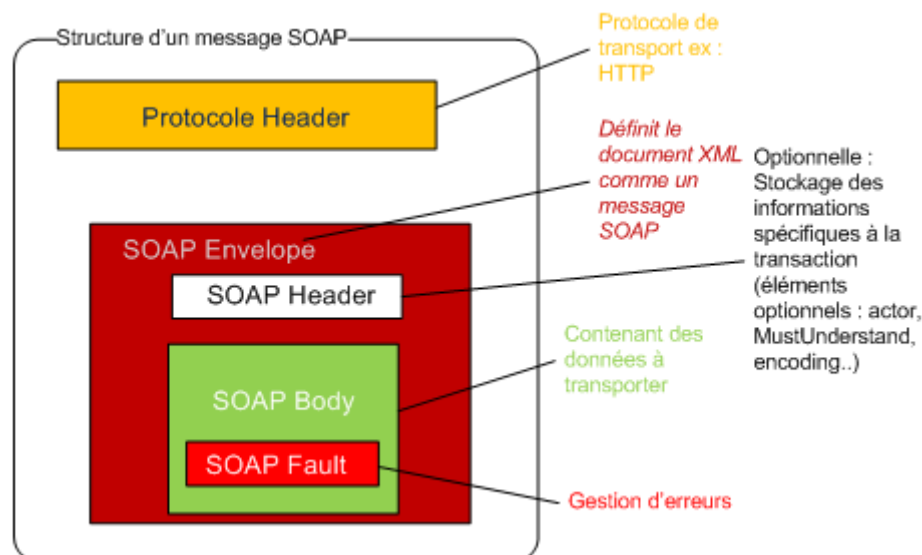 Structure d'un message SOAP
Protocole Header
Protocole de
transport ex :
HTTP
Définit le
document XML
comme un
message
SOAP
Optionnelle :
Stockage des
informations
spécifiques à la
transaction
(éléments
optionnels : actor,
MustUnderstand,
encoding..)
SOAP Envelope
SOAP Header
Contenant des
données à
transporter
SOAP Body
SOAP Fault
Gestion d'erreurs